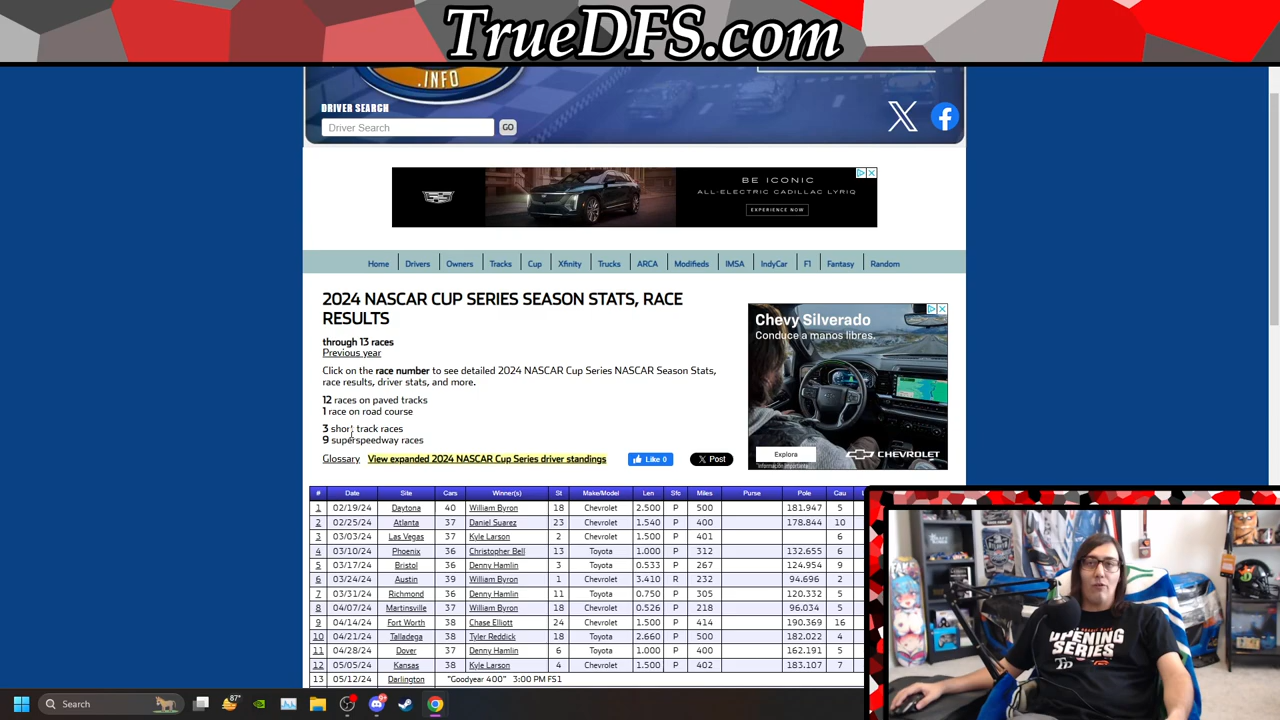 TrueDFS.com
.INFO
DRIVER SEARCH
Driver Search GO
BE ICONIC
ALL-ELECTRIC CADILLAC LYRIQ
EXPERIENCE NOW
Home Drivers Owners Tracks Cup Xfinity Trucks ARCA Modifieds IMSA IndyCar F1 Fantasy Random
2024 NASCAR CUP SERIES SEASON STATS, RACE
RESULTS
through 13 races
Previous year
Click on the race number to see detailed 2024 NASCAR Cup Series NASCAR Season Stats,
race results, driver stats, and more.
12 races on paved tracks
1 race on road course
3 short track races
9 superspeedway races
Glossary View expanded 2024 NASCAR Cup Series driver standings Like 0 X Post
Chevy Silverado
Conduce a manos libres.
Explora
CHEVROLET
# Date Site Cars Winner(s) St Make/Model Len Sfc Miles Purse Pole Cau
1 02/19/24 Daytona 40 William Byron 18 Chevrolet 2.500 P 500 181.947 5
2 02/25/24 Atlanta 37 Daniel Suarez 23 Chevrolet 1.540 P 400 178.844 10
3 03/03/24 Las Vegas 37 Kyle Larson 2 Chevrolet 1.500 P 401 6
4 03/10/24 Phoenix 36 Christopher Bell 13 Toyota 1.000 P 312 132.655 6
5 03/17/24 Bristol 36 Denny Hamlin 3 Toyota 0.533 P 267 124.954 9
6 03/24/24 Austin 39 William Byron 1 Chevrolet 3.410 R 232 94.696 2
7 03/31/24 Richmond 36 Denny Hamlin 11 Toyota 0.750 P 305 120.332 5
8 04/07/24 Martinsville 37 William Byron 18 Chevrolet 0.526 P 218 96.034 5
9 04/14/24 Fort Worth 38 Chase Elliott 24 Chevrolet 1.500 P 414 190.369 16
10 04/21/24 Talladega 38 Tyler Reddick 18 Toyota 2.660 P 500 182.022 4
11 04/28/24 Dover 37 Denny Hamlin 6 Toyota 1.000 P 400 162.191 5
12 05/05/24 Kansas 38 Kyle Larson 4 Chevrolet 1.500 P 402 183.107 7
13 05/12/24 Darlington "Goodyear 400" 3:00 PM FS1
OPENING
SERIES
Search
87°